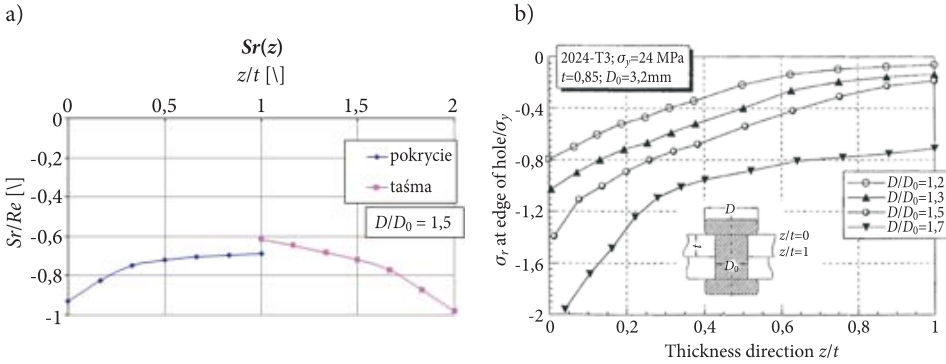 a)
Sr(z)
z/t [\]
0 0,5 1 1,5 2
0
-0,2
-0,4
-0,6
-0,8
-1
Sr/Re [\]
pokrycie
taśma
D/D₀ = 1,5
b)
0
-0,4
-0,8
-1,2
-1,6
-2
σr at edge of hole/σy
2024-T3; σy=24 MPa
t=0,85; D₀=3,2mm
D/D₀=1,2
D/D₀=1,3
D/D₀=1,5
D/D₀=1,7
D
t
D₀
z/t=0
z/t=1
0 0,2 0,4 0,6 0,8 1
Thickness direction z/t